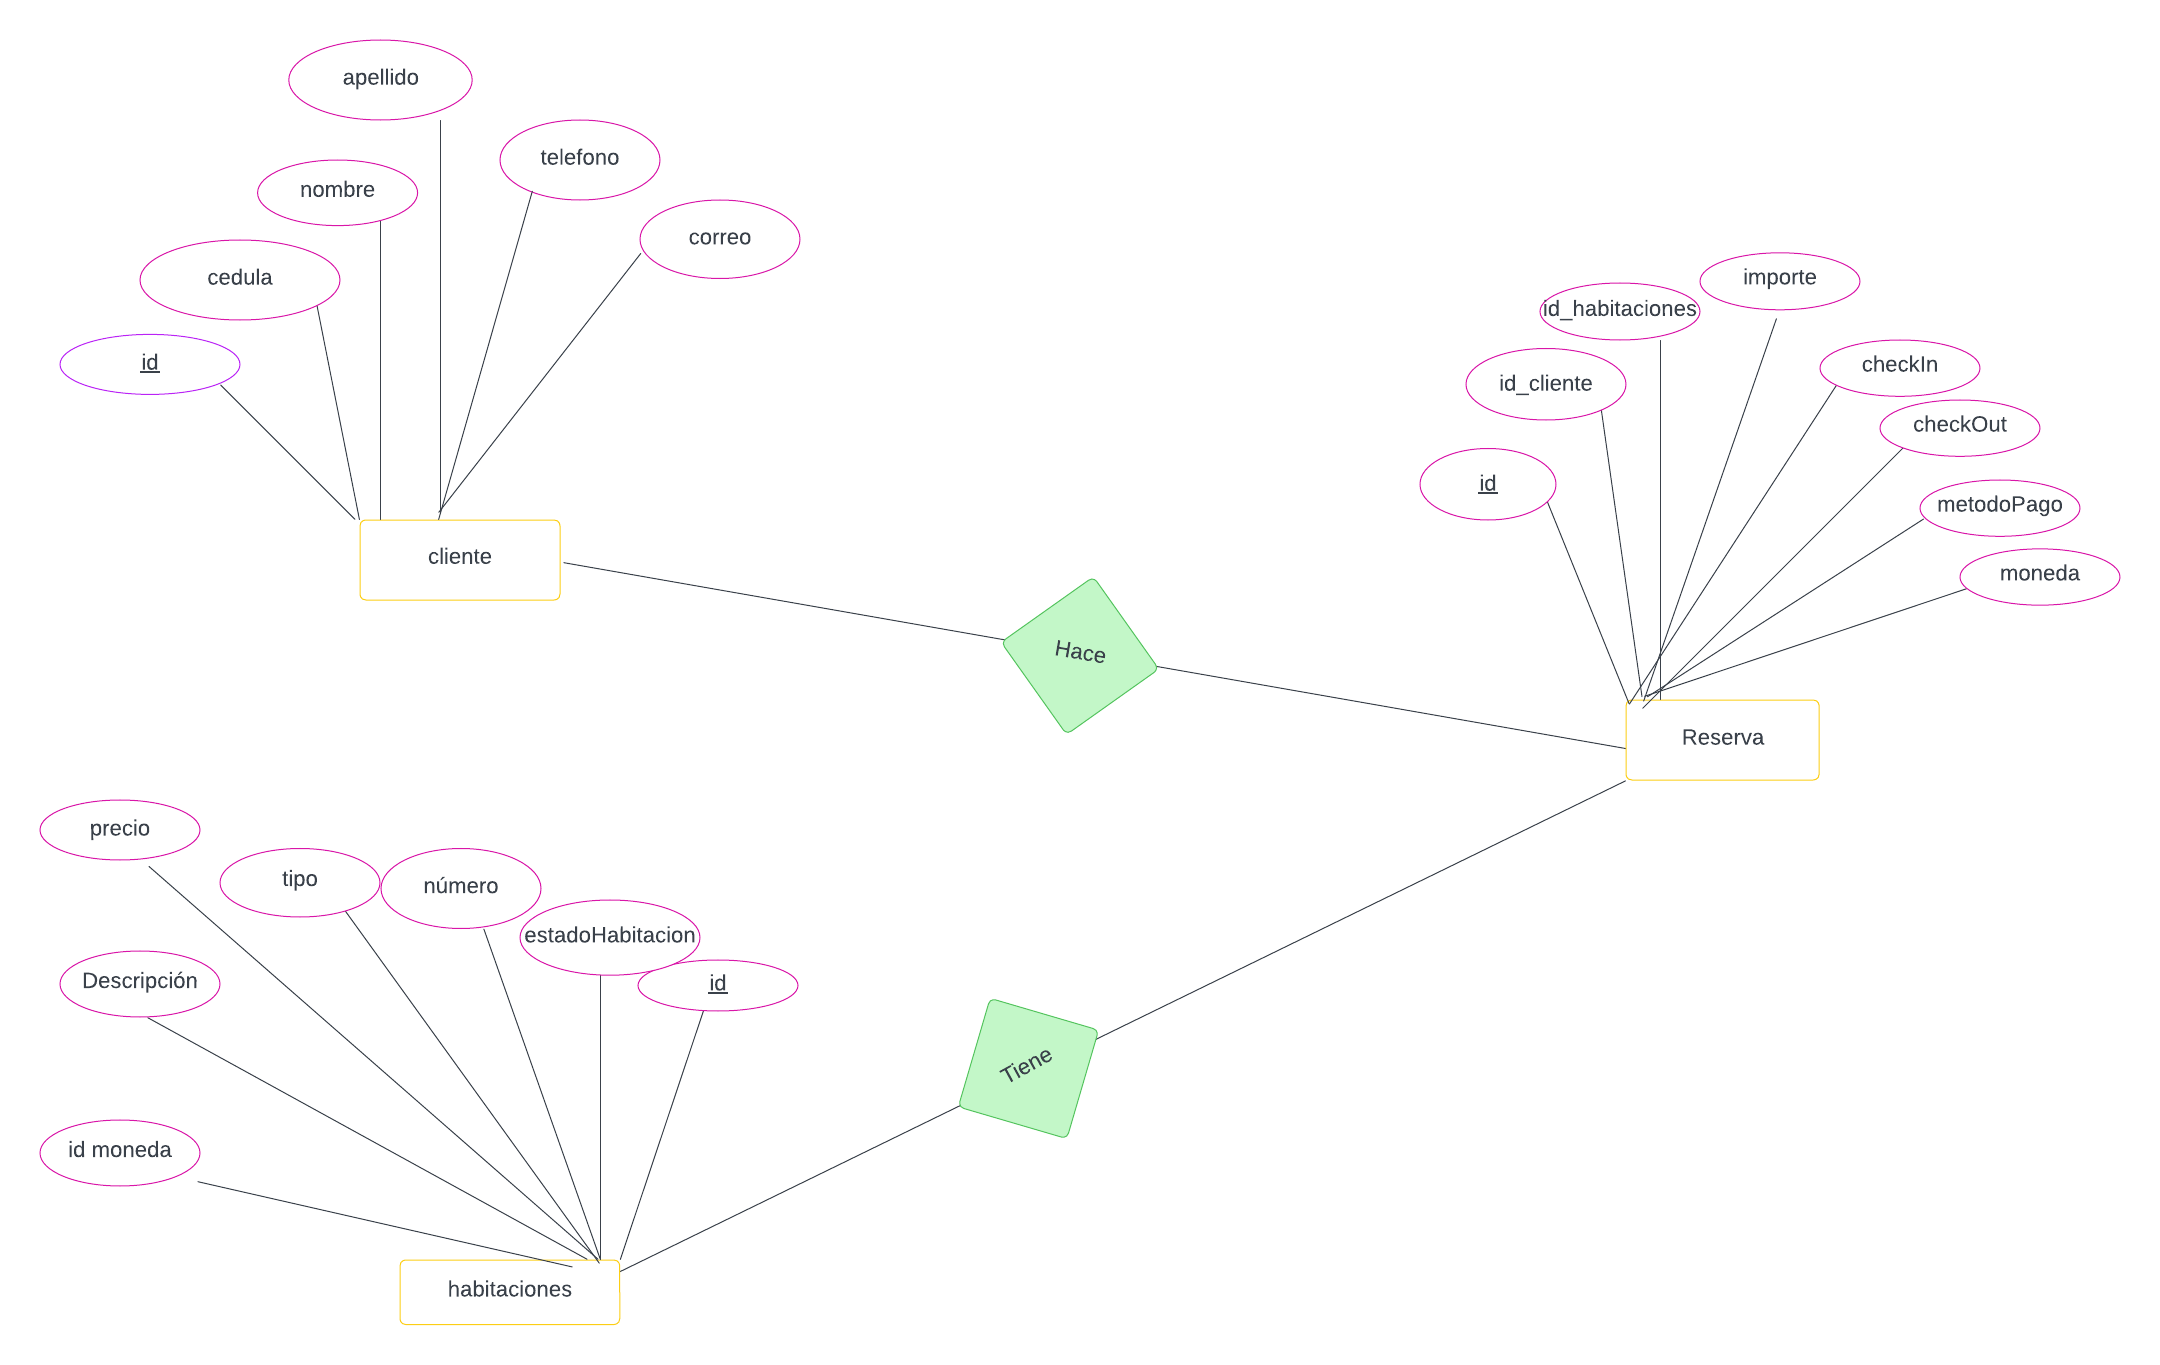 apellido
telefono
nombre
correo
cedula
id
cliente
importe
id_habitaciones
checkIn
id_cliente
checkOut
id
metodoPago
moneda
Hace
Reserva
precio
tipo
número
estadoHabitacion
Descripción
id
Tiene
id moneda
habitaciones